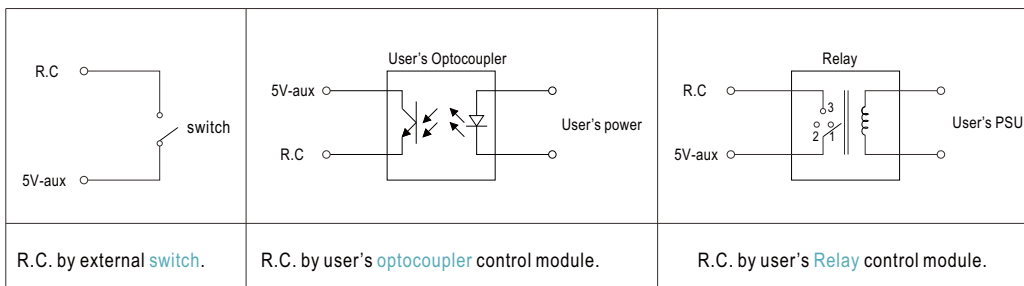 R.C
switch
5V-aux
User's Optocoupler
5V-aux
R.C
User's power
Relay
R.C
3
2 1
5V-aux
User's PSU
R.C. by external switch.
R.C. by user's optocoupler control module.
R.C. by user's Relay control module.